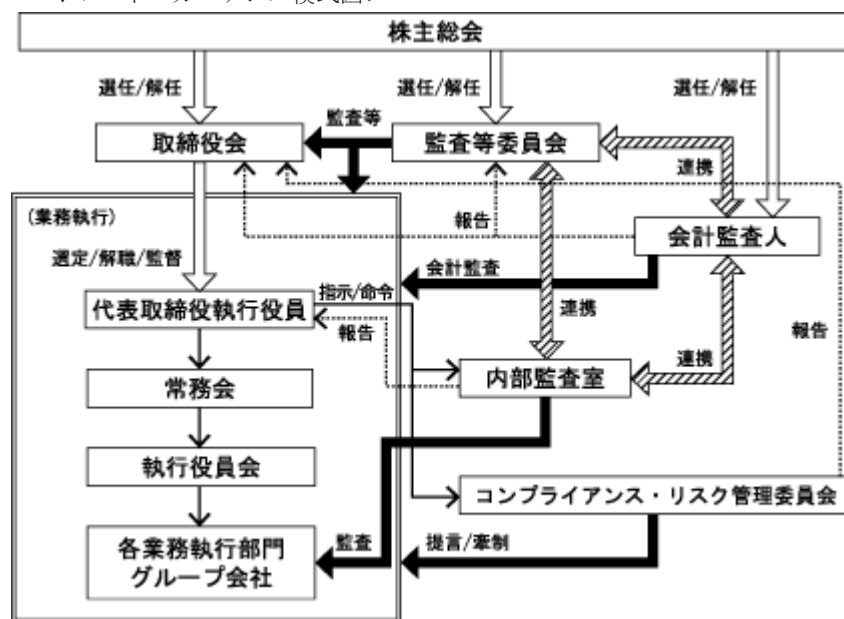 株主総会
選任/解任
選任/解任
選任/解任
監査等
取締役会
監査等委員会
連携
(業務執行)
報告
会計監査人
選定/解職/監督
会計監査
指示/命令
代表取締役執行役員
報告
連携
報告
連携
常務会
内部監査室
執行役員会
コンプライアンス・リスク管理委員会
各業務執行部門
グループ会社
監査
提言/牽制